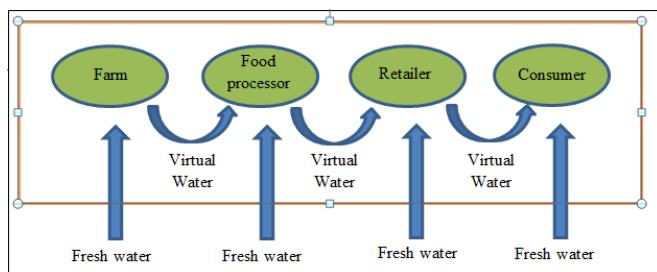 Farm
Food
processor
Retailer
Consumer
Virtual
Water
Virtual
Water
Virtual
Water
Fresh water
Fresh water
Fresh water
Fresh water